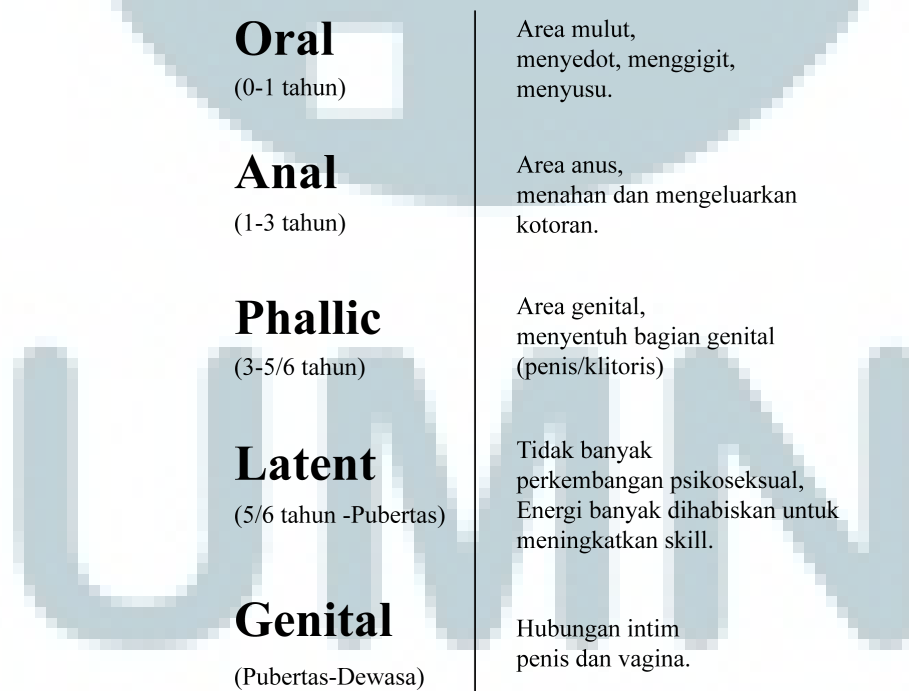 Oral
(0-1 tahun)
Area mulut,
menyedot, menggigit,
menyusu.
Anal
(1-3 tahun)
Area anus,
menahan dan mengeluarkan
kotoran.
Phallic
(3-5/6 tahun)
Area genital,
menyentuh bagian genital
(penis/klitoris)
Latent
(5/6 tahun -Pubertas)
Tidak banyak
perkembangan psikoseksual,
Energi banyak dihabiskan untuk
meningkatkan skill.
Genital
(Pubertas-Dewasa)
Hubungan intim
penis dan vagina.
UMN